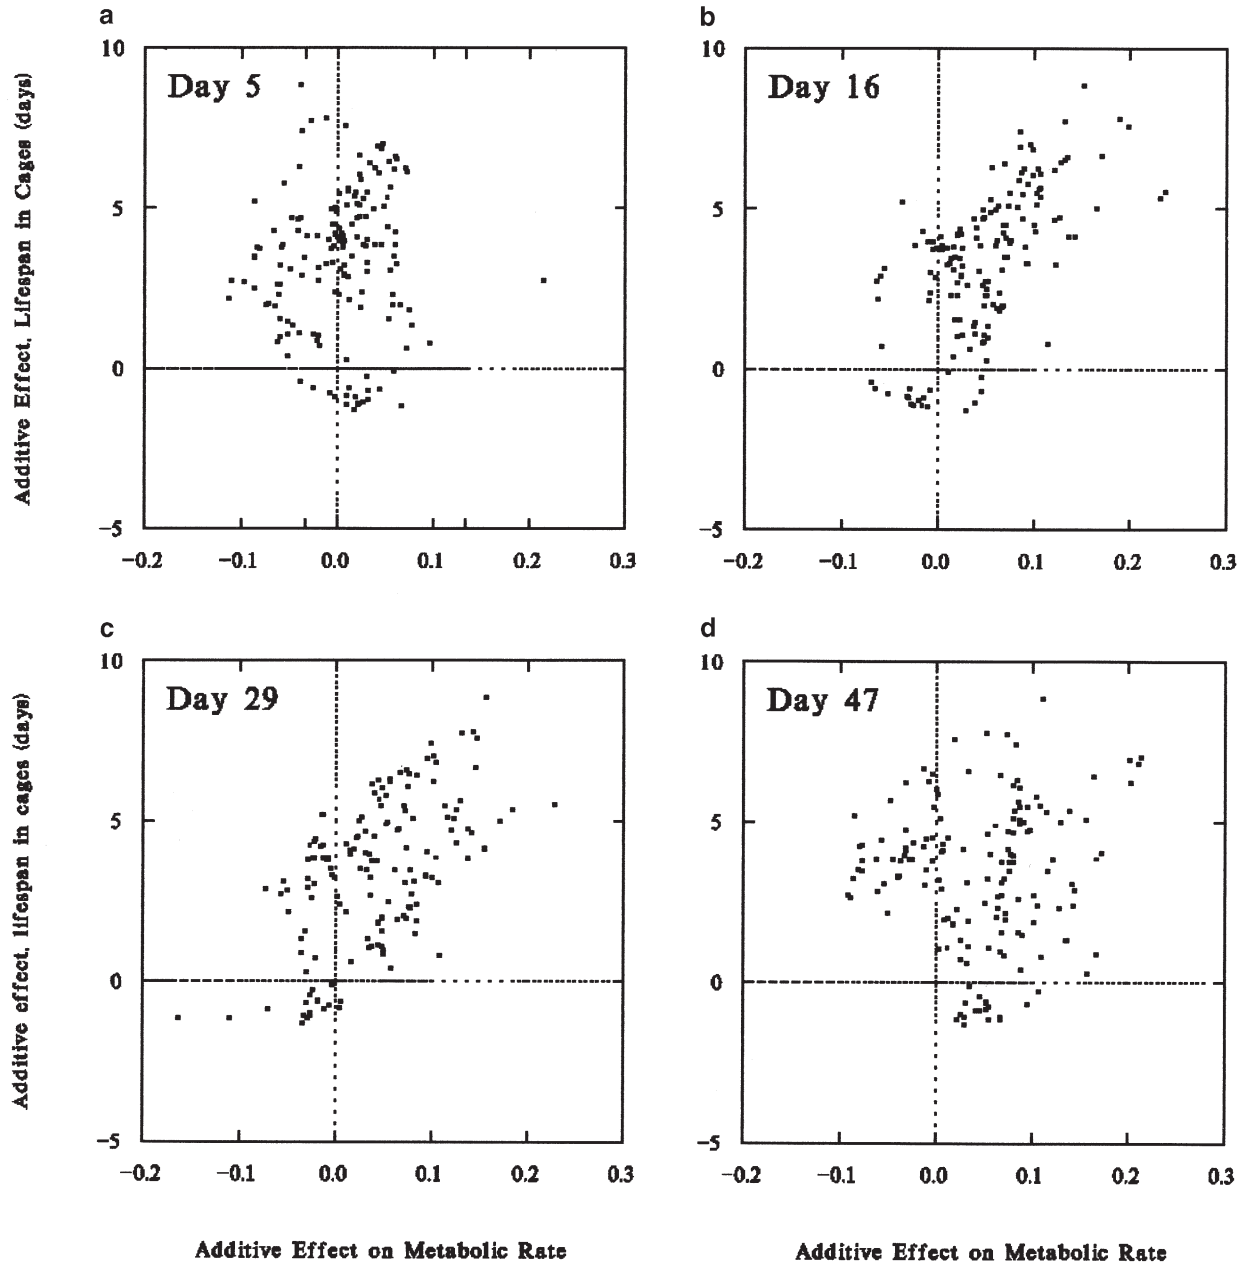 a
b
Additive Effect, Lifespan in Cages (days)
10
Day 5
5
0
−5
−0.2 −0.1 0.0 0.1 0.2 0.3
10
Day 16
5
0
−5
−0.2 −0.1 0.0 0.1 0.2 0.3
c
d
Additive effect, lifespan in cages (days)
10
Day 29
5
0
−5
−0.2 −0.1 0.0 0.1 0.2 0.3
Additive Effect on Metabolic Rate
10
Day 47
5
0
−5
−0.2 −0.1 0.0 0.1 0.2 0.3
Additive Effect on Metabolic Rate